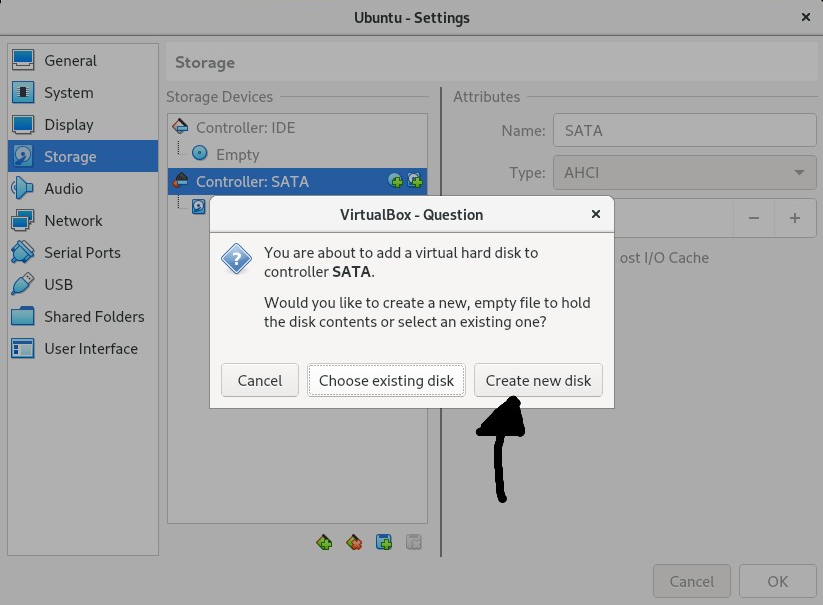 Ubuntu - Settings
General
System
Display
Storage
Audio
Network
Serial Ports
USB
Shared Folders
User Interface
Storage
Storage Devices
Controller: IDE
Empty
Controller: SATA
Attributes
Name: SATA
Type: AHCI
ost I/O Cache
VirtualBox - Question
You are about to add a virtual hard disk to
controller SATA.
Would you like to create a new, empty file to hold
the disk contents or select an existing one?
Cancel Choose existing disk Create new disk
Cancel OK